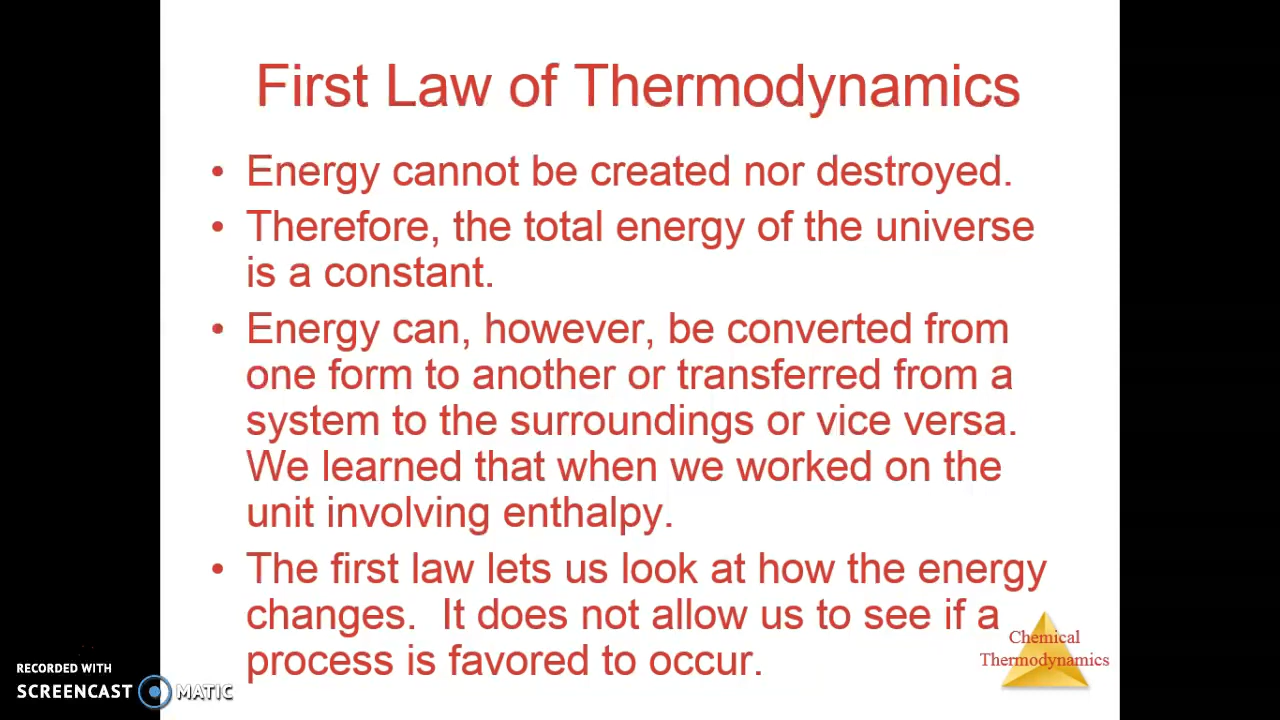 First Law of Thermodynamics
• Energy cannot be created nor destroyed.
• Therefore, the total energy of the universe
is a constant.
• Energy can, however, be converted from
one form to another or transferred from a
system to the surroundings or vice versa.
We learned that when we worked on the
unit involving enthalpy.
• The first law lets us look at how the energy
changes.  It does not allow us to see if a
process is favored to occur.
Chemical
Thermodynamics
RECORDED WITH
SCREENCAST MATIC